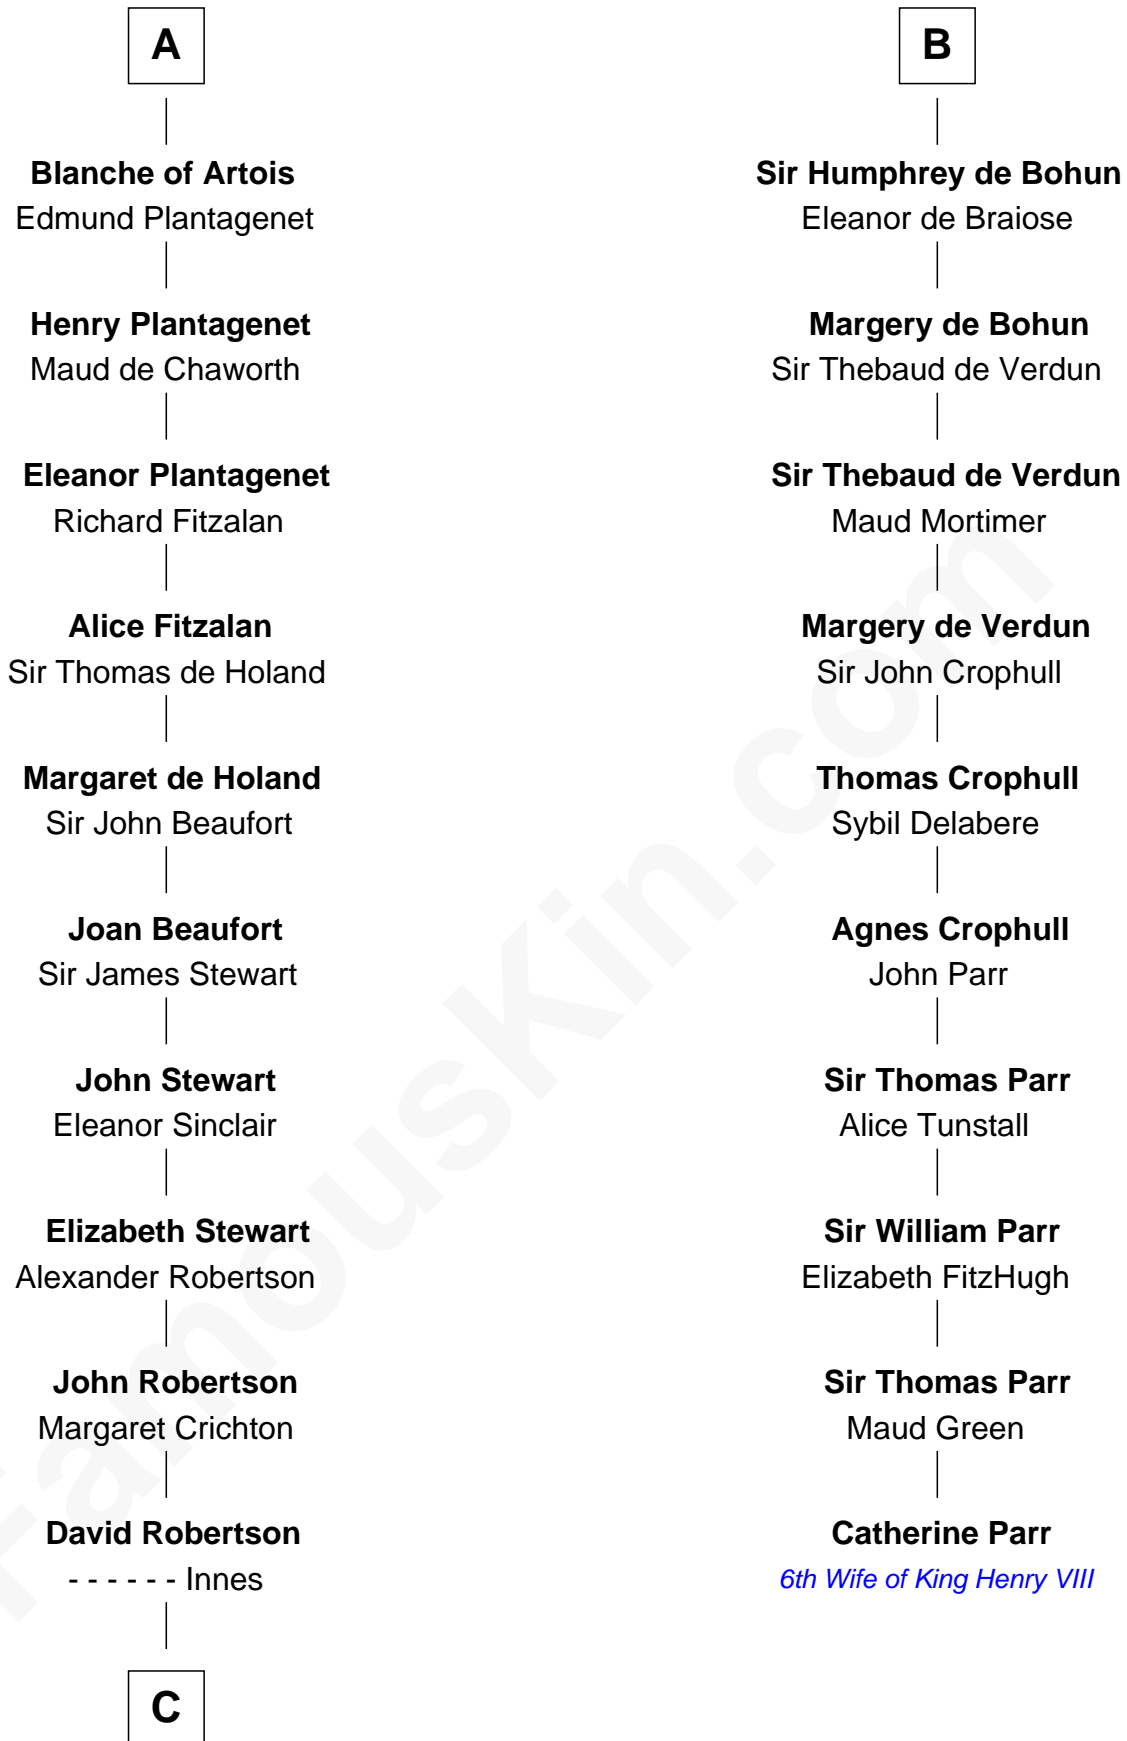 A
Blanche of Artois
Edmund Plantagenet
Henry Plantagenet
Maud de Chaworth
Eleanor Plantagenet
Richard Fitzalan
Alice Fitzalan
Sir Thomas de Holand
Margaret de Holand
Sir John Beaufort
Joan Beaufort
Sir James Stewart
John Stewart
Eleanor Sinclair
Elizabeth Stewart
Alexander Robertson
John Robertson
Margaret Crichton
David Robertson
- - - - - - Innes
C
B
Sir Humphrey de Bohun
Eleanor de Braiose
Margery de Bohun
Sir Thebaud de Verdun
Sir Thebaud de Verdun
Maud Mortimer
Margery de Verdun
Sir John Crophull
Thomas Crophull
Sybil Delabere
Agnes Crophull
John Parr
Sir Thomas Parr
Alice Tunstall
Sir William Parr
Elizabeth FitzHugh
Sir Thomas Parr
Maud Green
Catherine Parr
6th Wife of King Henry VIII
FamousKin.com